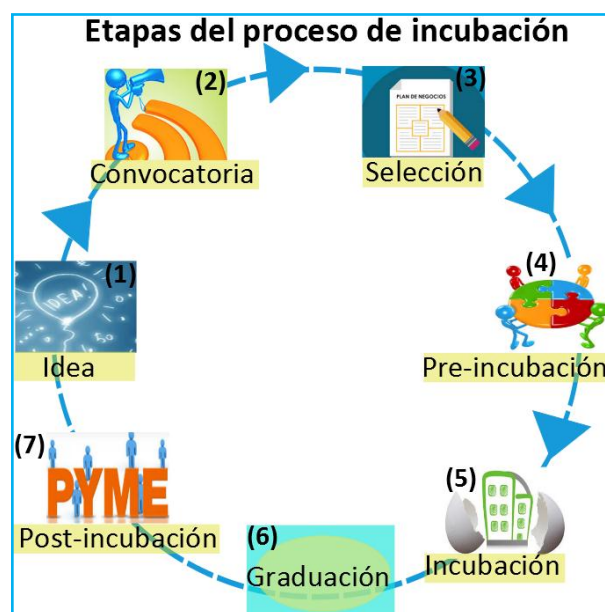 Etapas del proceso de incubación
(1)
IDEA!
Idea
(2)
Convocatoria
(3)
PLAN DE NEGOCIOS
Selección
(4)
Pre-incubación
(5)
Incubación
(6)
Graduación
(7)
PYME
Post-incubación